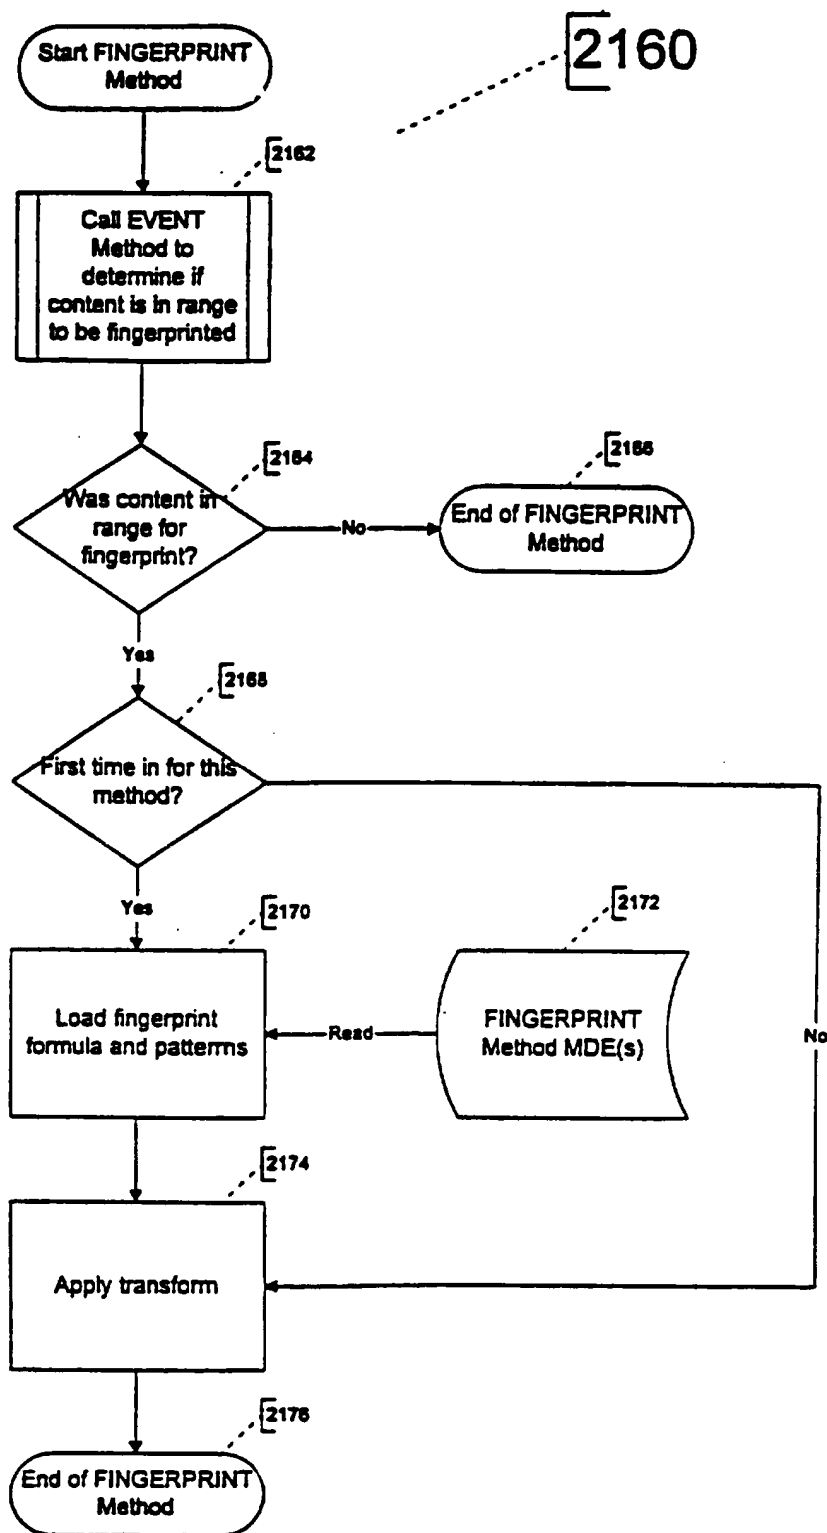 Start FINGERPRINT
Method
2160
2162
Call EVENT
Method to
determine if
content is in range
to be fingerprinted
2164
Was content in
range for
fingerprint?
No
2166
End of FINGERPRINT
Method
Yes
2168
First time in for this
method?
Yes
2170
Load fingerprint
formula and patterns
Read
2172
FINGERPRINT
Method MDE(s)
No
2174
Apply transform
2176
End of FINGERPRINT
Method